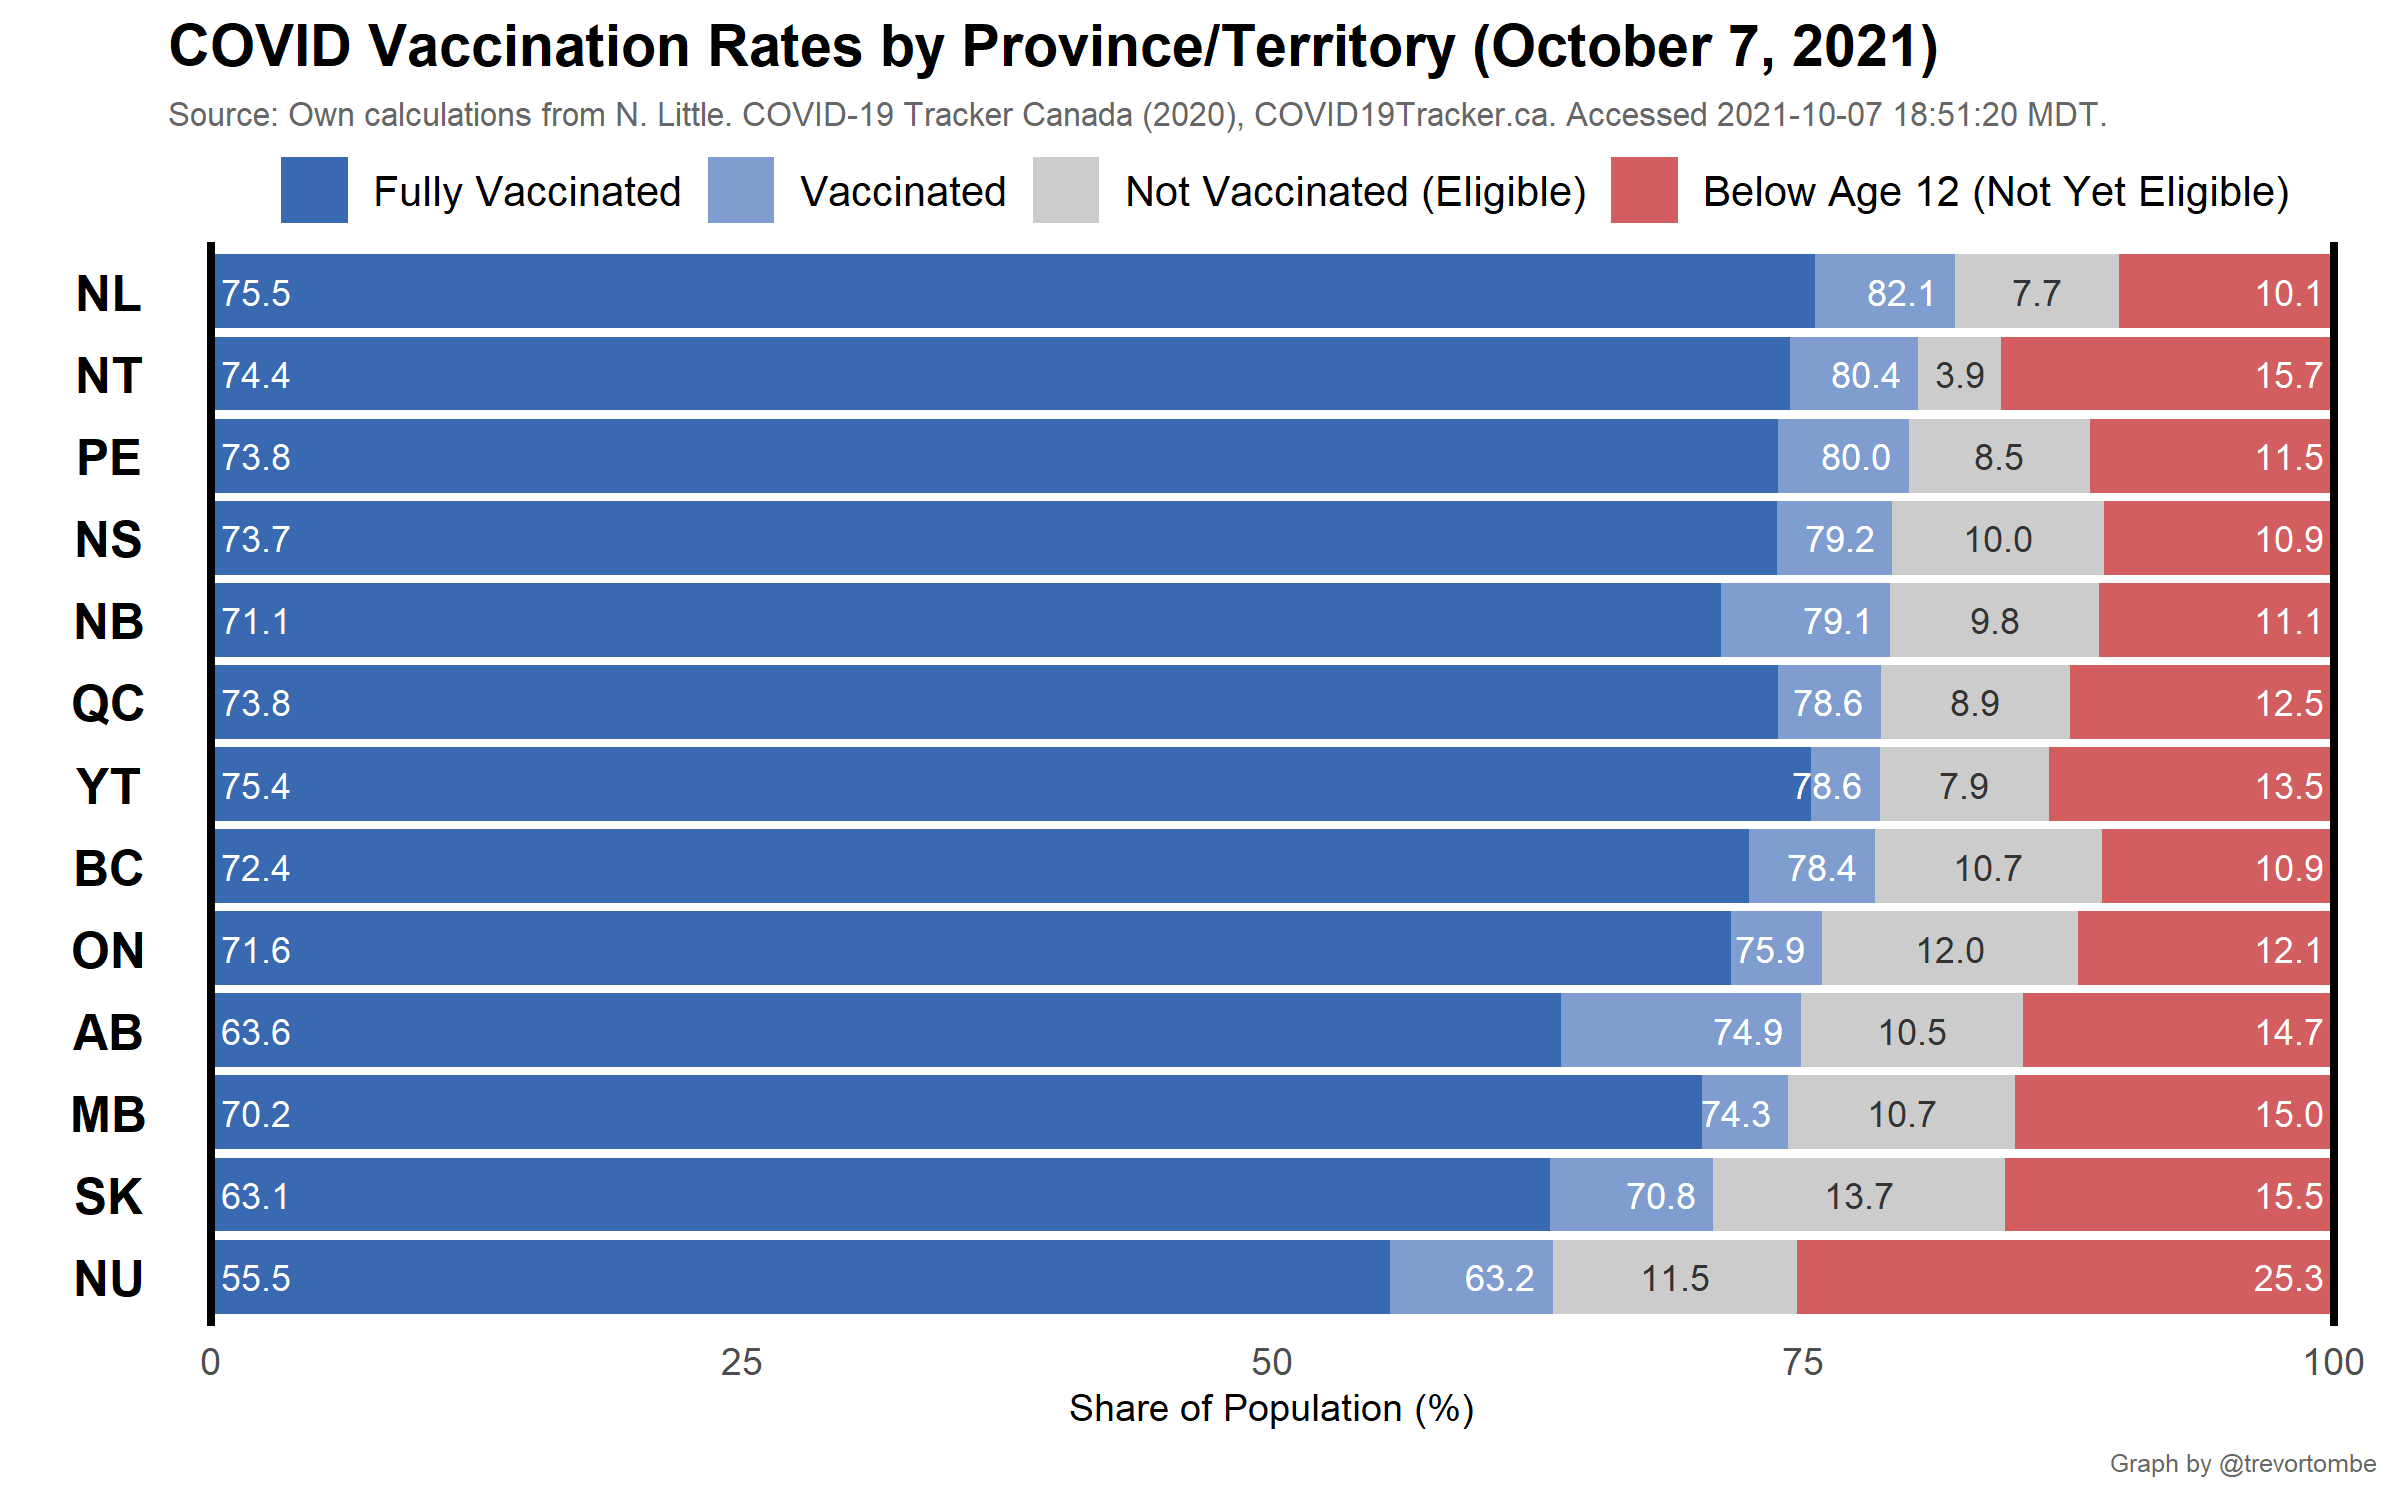 COVID Vaccination Rates by Province/Territory (October 7, 2021)
Source: Own calculations from N. Little. COVID-19 Tracker Canada (2020), COVID19Tracker.ca. Accessed 2021-10-07 18:51:20 MDT.
Fully Vaccinated Vaccinated Not Vaccinated (Eligible) Below Age 12 (Not Yet Eligible)
NL 75.5 82.1 7.7 10.1
NT 74.4 80.4 3.9 15.7
PE 73.8 80.0 8.5 11.5
NS 73.7 79.2 10.0 10.9
NB 71.1 79.1 9.8 11.1
QC 73.8 78.6 8.9 12.5
YT 75.4 78.6 7.9 13.5
BC 72.4 78.4 10.7 10.9
ON 71.6 75.9 12.0 12.1
AB 63.6 74.9 10.5 14.7
MB 70.2 74.3 10.7 15.0
SK 63.1 70.8 13.7 15.5
NU 55.5 63.2 11.5 25.3
0 25 50 75 100
Share of Population (%)
Graph by @trevortombe